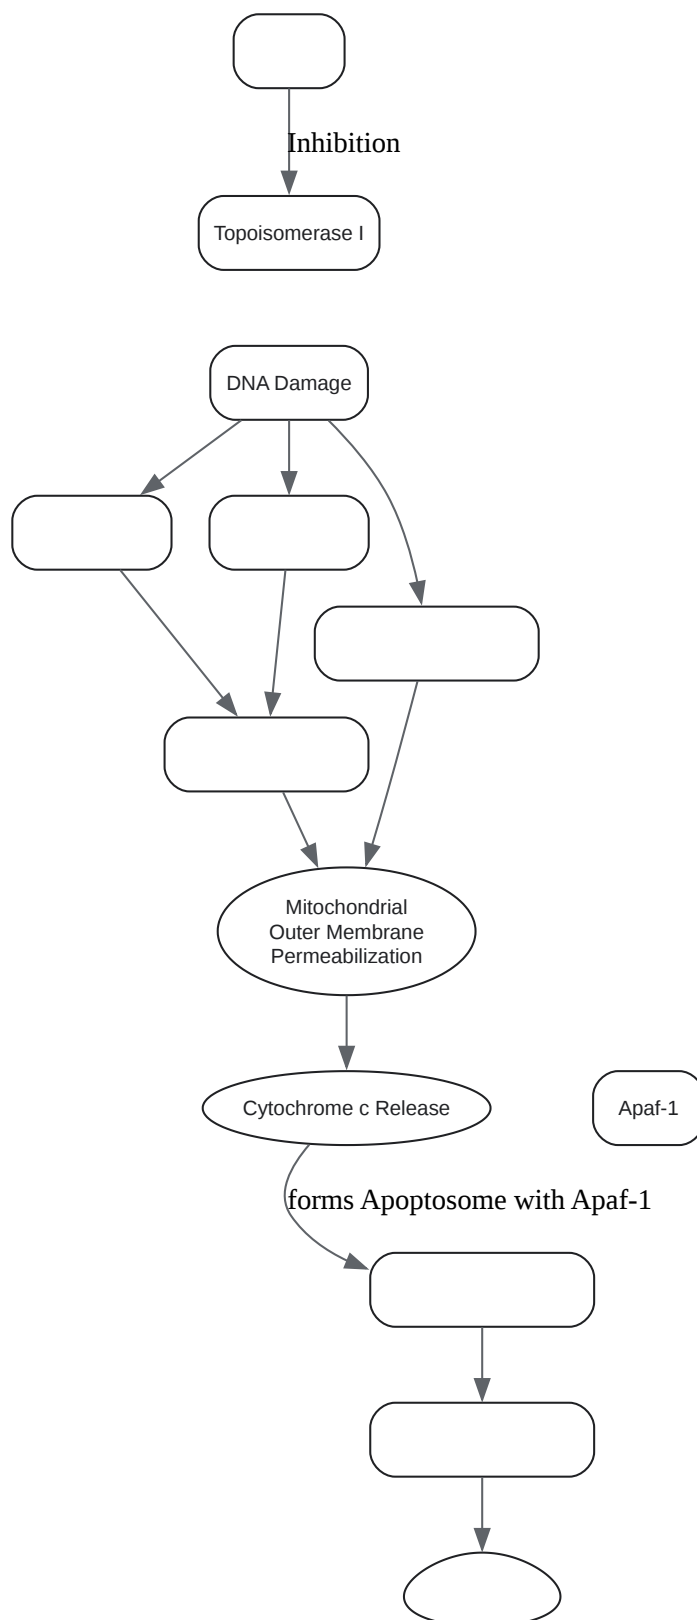 Inhibition
Topoisomerase I
DNA Damage
Mitochondrial
Outer Membrane
Permeabilization
Cytochrome c Release
Apaf-1
forms Apoptosome with Apaf-1